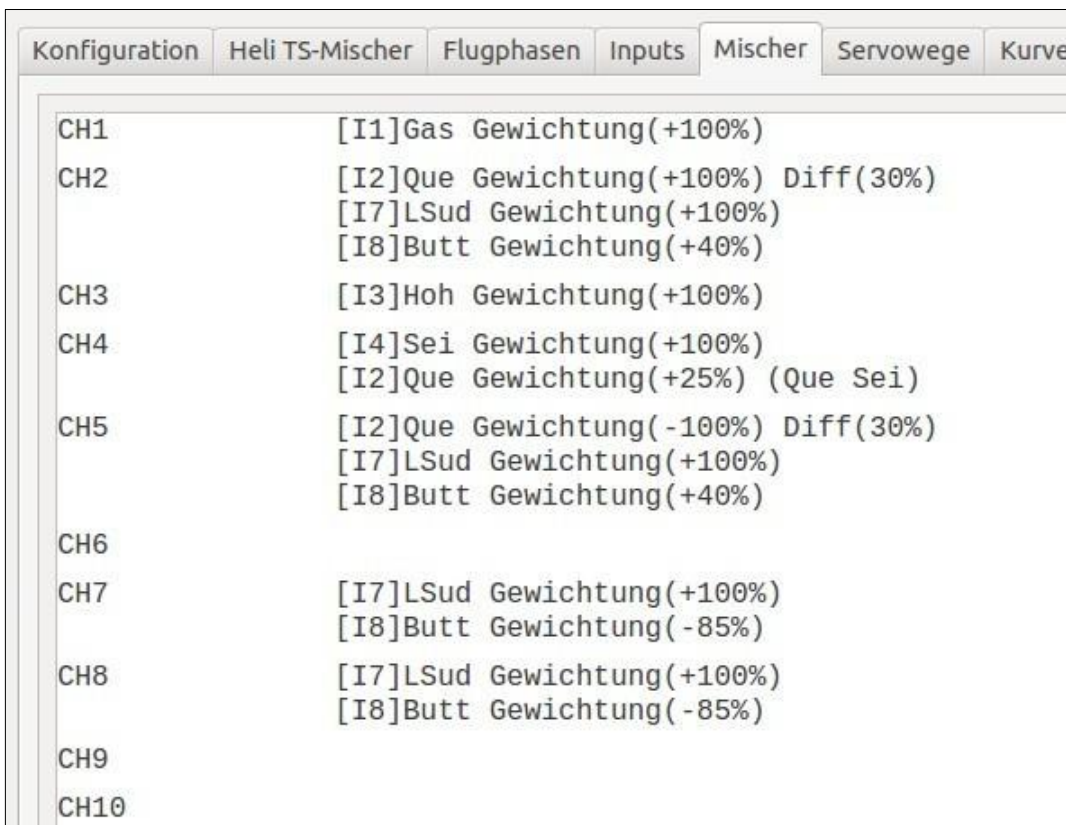 Konfiguration Heli TS-Mischer Flugphasen Inputs Mischer Servowege Kurve
CH1 [I1]Gas Gewichtung(+100%)
CH2 [I2]Que Gewichtung(+100%) Diff(30%)
[I7]LSud Gewichtung(+100%)
[I8]Butt Gewichtung(+40%)
CH3 [I3]Hoh Gewichtung(+100%)
CH4 [I4]Sei Gewichtung(+100%)
[I2]Que Gewichtung(+25%) (Que Sei)
CH5 [I2]Que Gewichtung(-100%) Diff(30%)
[I7]LSud Gewichtung(+100%)
[I8]Butt Gewichtung(+40%)
CH6
CH7 [I7]LSud Gewichtung(+100%)
[I8]Butt Gewichtung(-85%)
CH8 [I7]LSud Gewichtung(+100%)
[I8]Butt Gewichtung(-85%)
CH9
CH10